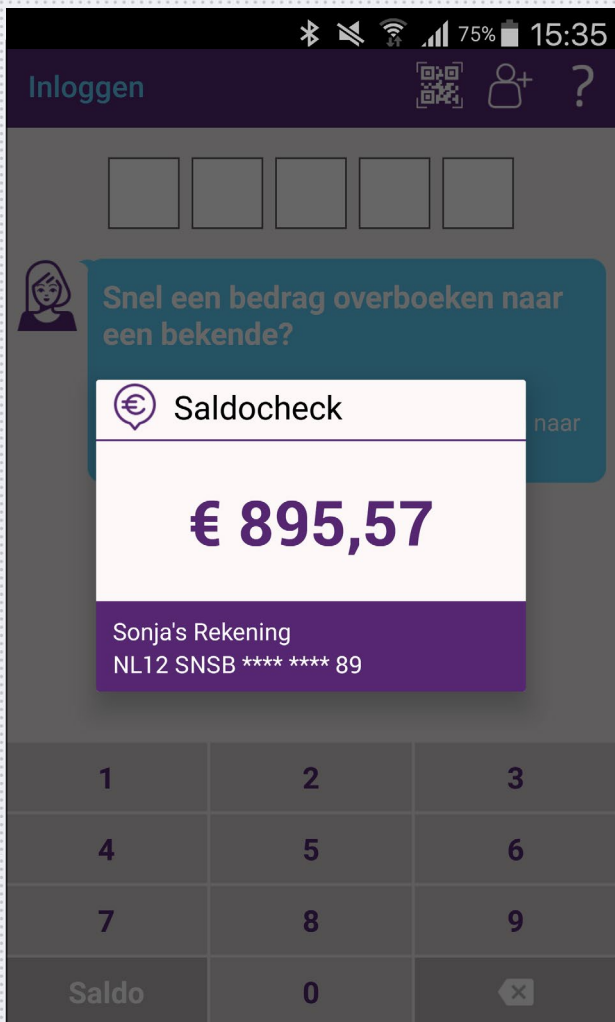 75% 15:35
Inloggen ?
Snel een bedrag overboeken naar
een bekende?
naar
€ Saldocheck
€ 895,57
Sonja's Rekening
NL12 SNSB **** **** 89
1 2 3
4 5 6
7 8 9
Saldo 0